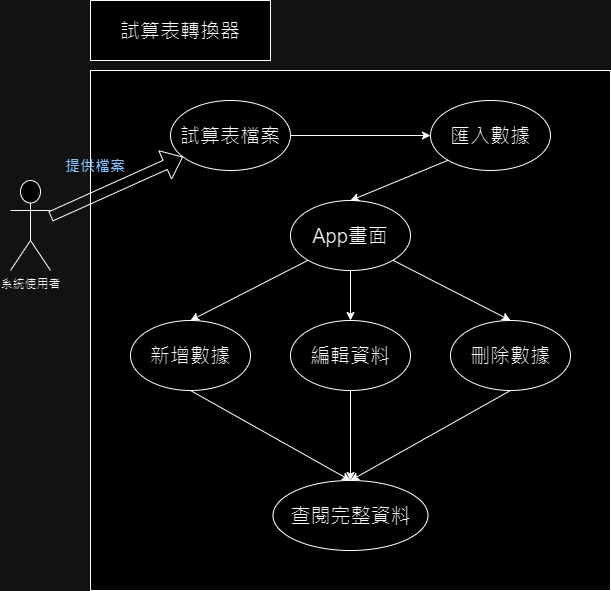 試算表轉換器
試算表檔案
匯入數據
提供檔案
App畫面
系統使用者
新增數據
編輯資料
刪除數據
查閱完整資料